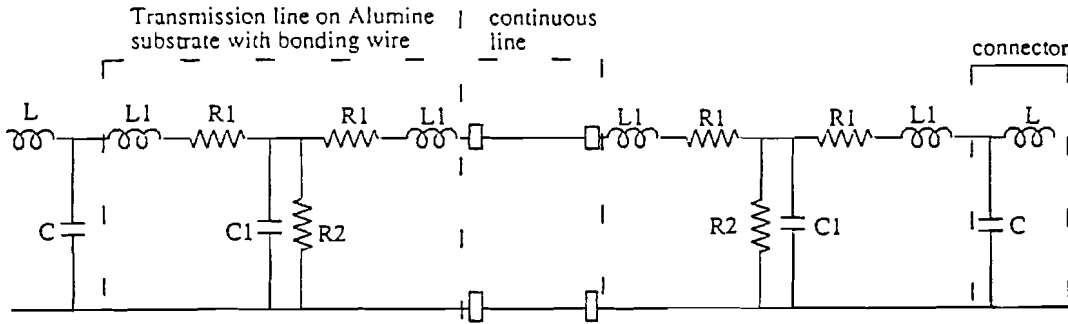 Transmission line on Alumine
substrate with bonding wire
continuous
line
connector
L L1 R1 R1 L1 L1 R1 R1 L1 L
C C1 R2 R2 C1 C